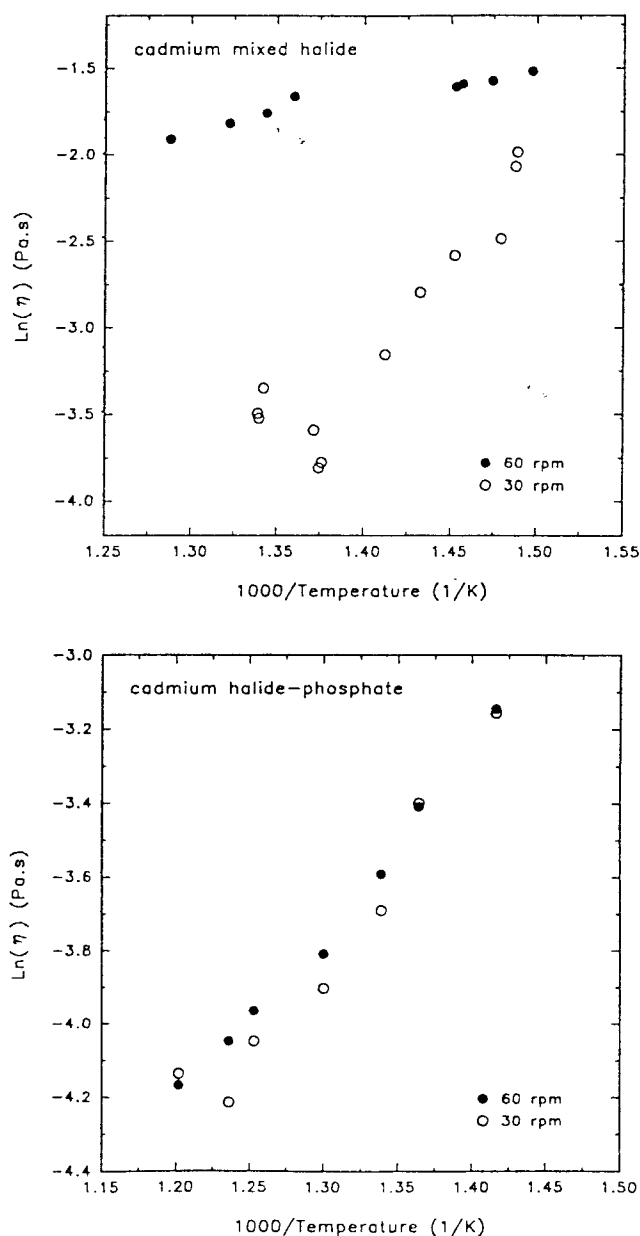 cadmium mixed halide
-1.5
-2.0
-2.5
-3.0
-3.5
-4.0
Ln(η) (Pa.s)
60 rpm
30 rpm
1.25 1.30 1.35 1.40 1.45 1.50 1.55
1000/Temperature (1/K)
-3.0
cadmium halide-phosphate
-3.2
-3.4
-3.6
-3.8
-4.0
-4.2
-4.4
Ln(η) (Pa.s)
60 rpm
30 rpm
1.15 1.20 1.25 1.30 1.35 1.40 1.45 1.50
1000/Temperature (1/K)